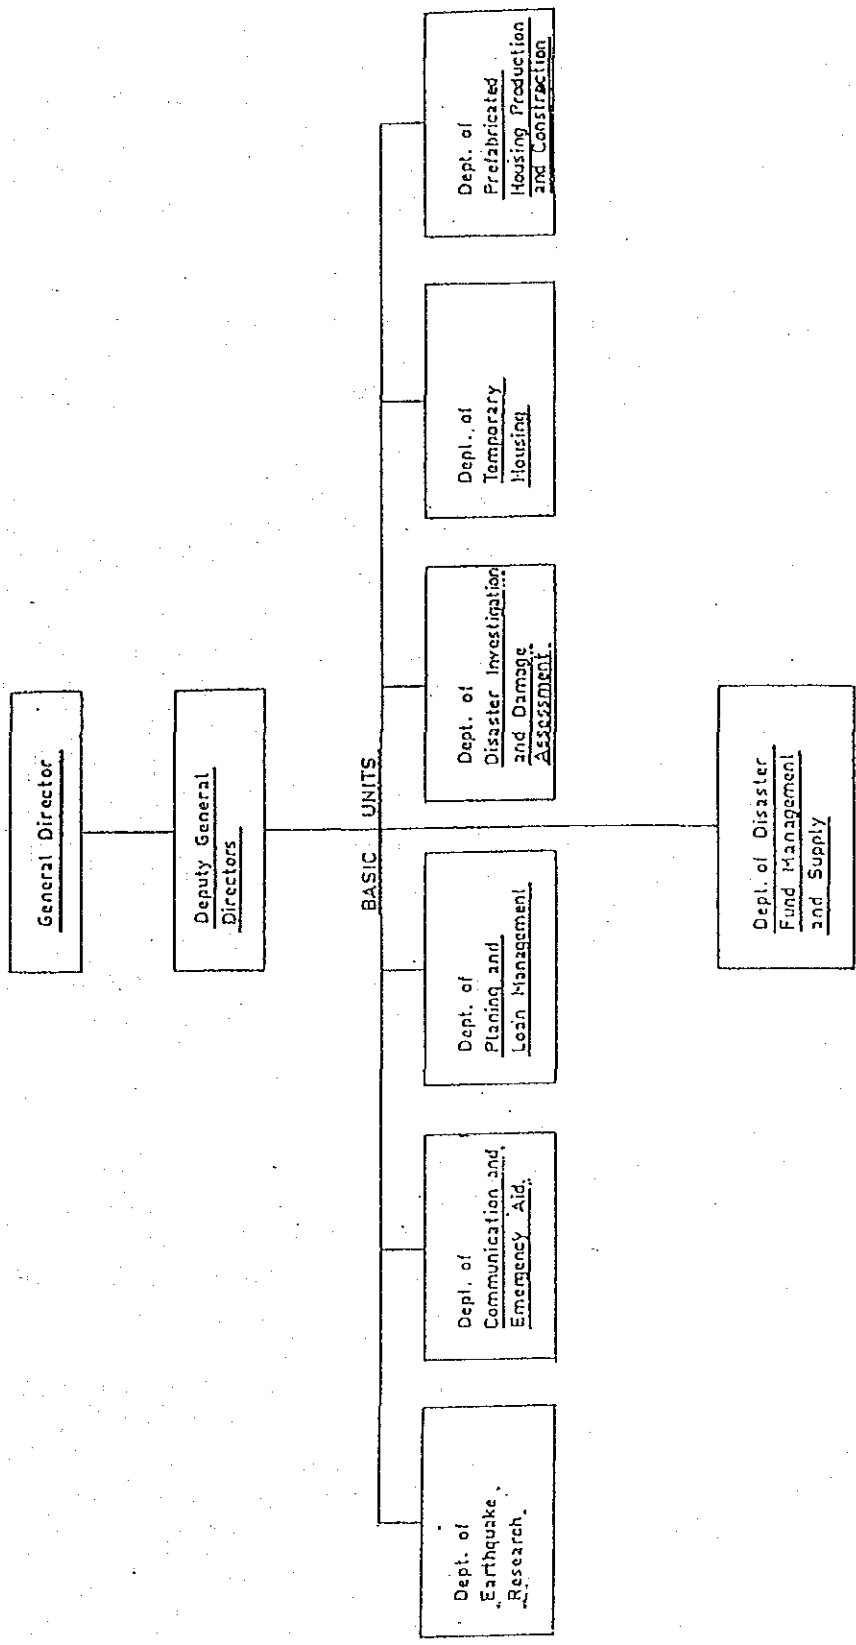 General Director
Deputy General
Directors
BASIC UNITS
Dept. of
Earthquake
Research.
Dept. of
Communication and
Emergency Aid.
Dept. of
Planing and
Loan Management
Dept. of
Disaster Investigation
and Damage
Assessment.
Dept. of
Temporary
Housing
Dept. of
Prefabricated
Housing Production
and Constraction
Dept. of Disaster
Fund Management
and Supply